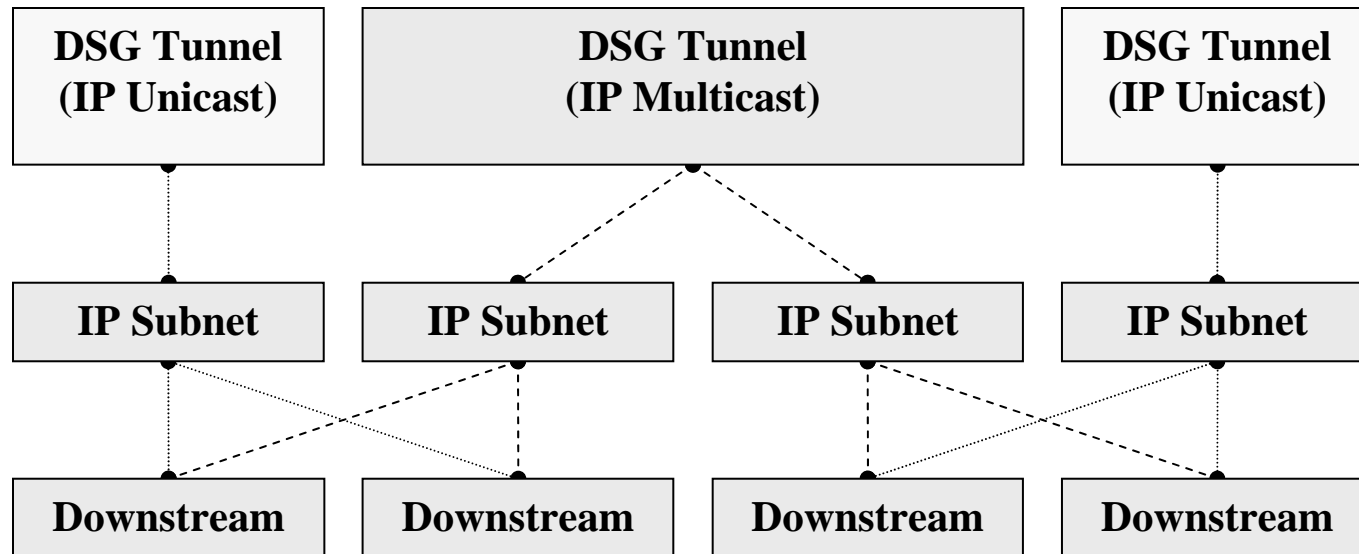 DSG Tunnel
(IP Unicast)
DSG Tunnel
(IP Multicast)
DSG Tunnel
(IP Unicast)
IP Subnet
IP Subnet
IP Subnet
IP Subnet
Downstream
Downstream
Downstream
Downstream